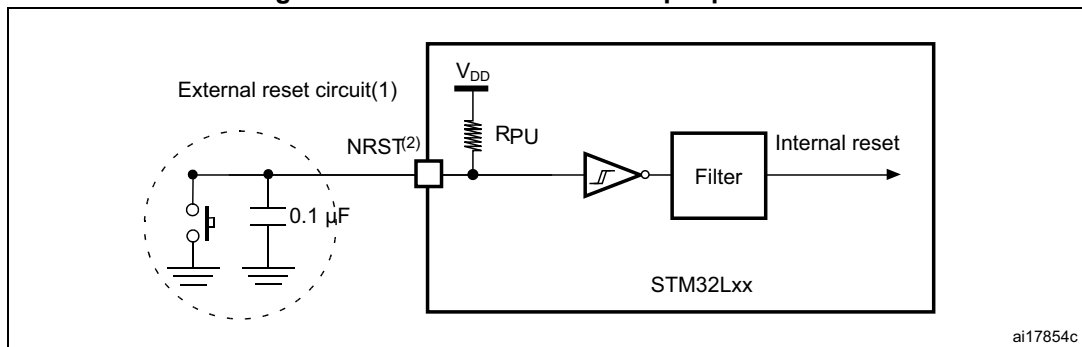 External reset circuit(1)
VDD
NRST(2)
RPU
Internal reset
Filter
0.1 μF
STM32Lxx
ai17854c